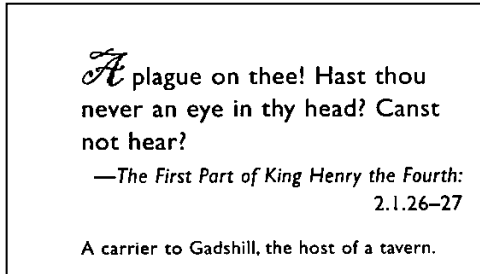 A plague on thee! Hast thou
never an eye in thy head? Canst
not hear?
—The First Part of King Henry the Fourth:
2.1.26–27
A carrier to Gadshill, the host of a tavern.